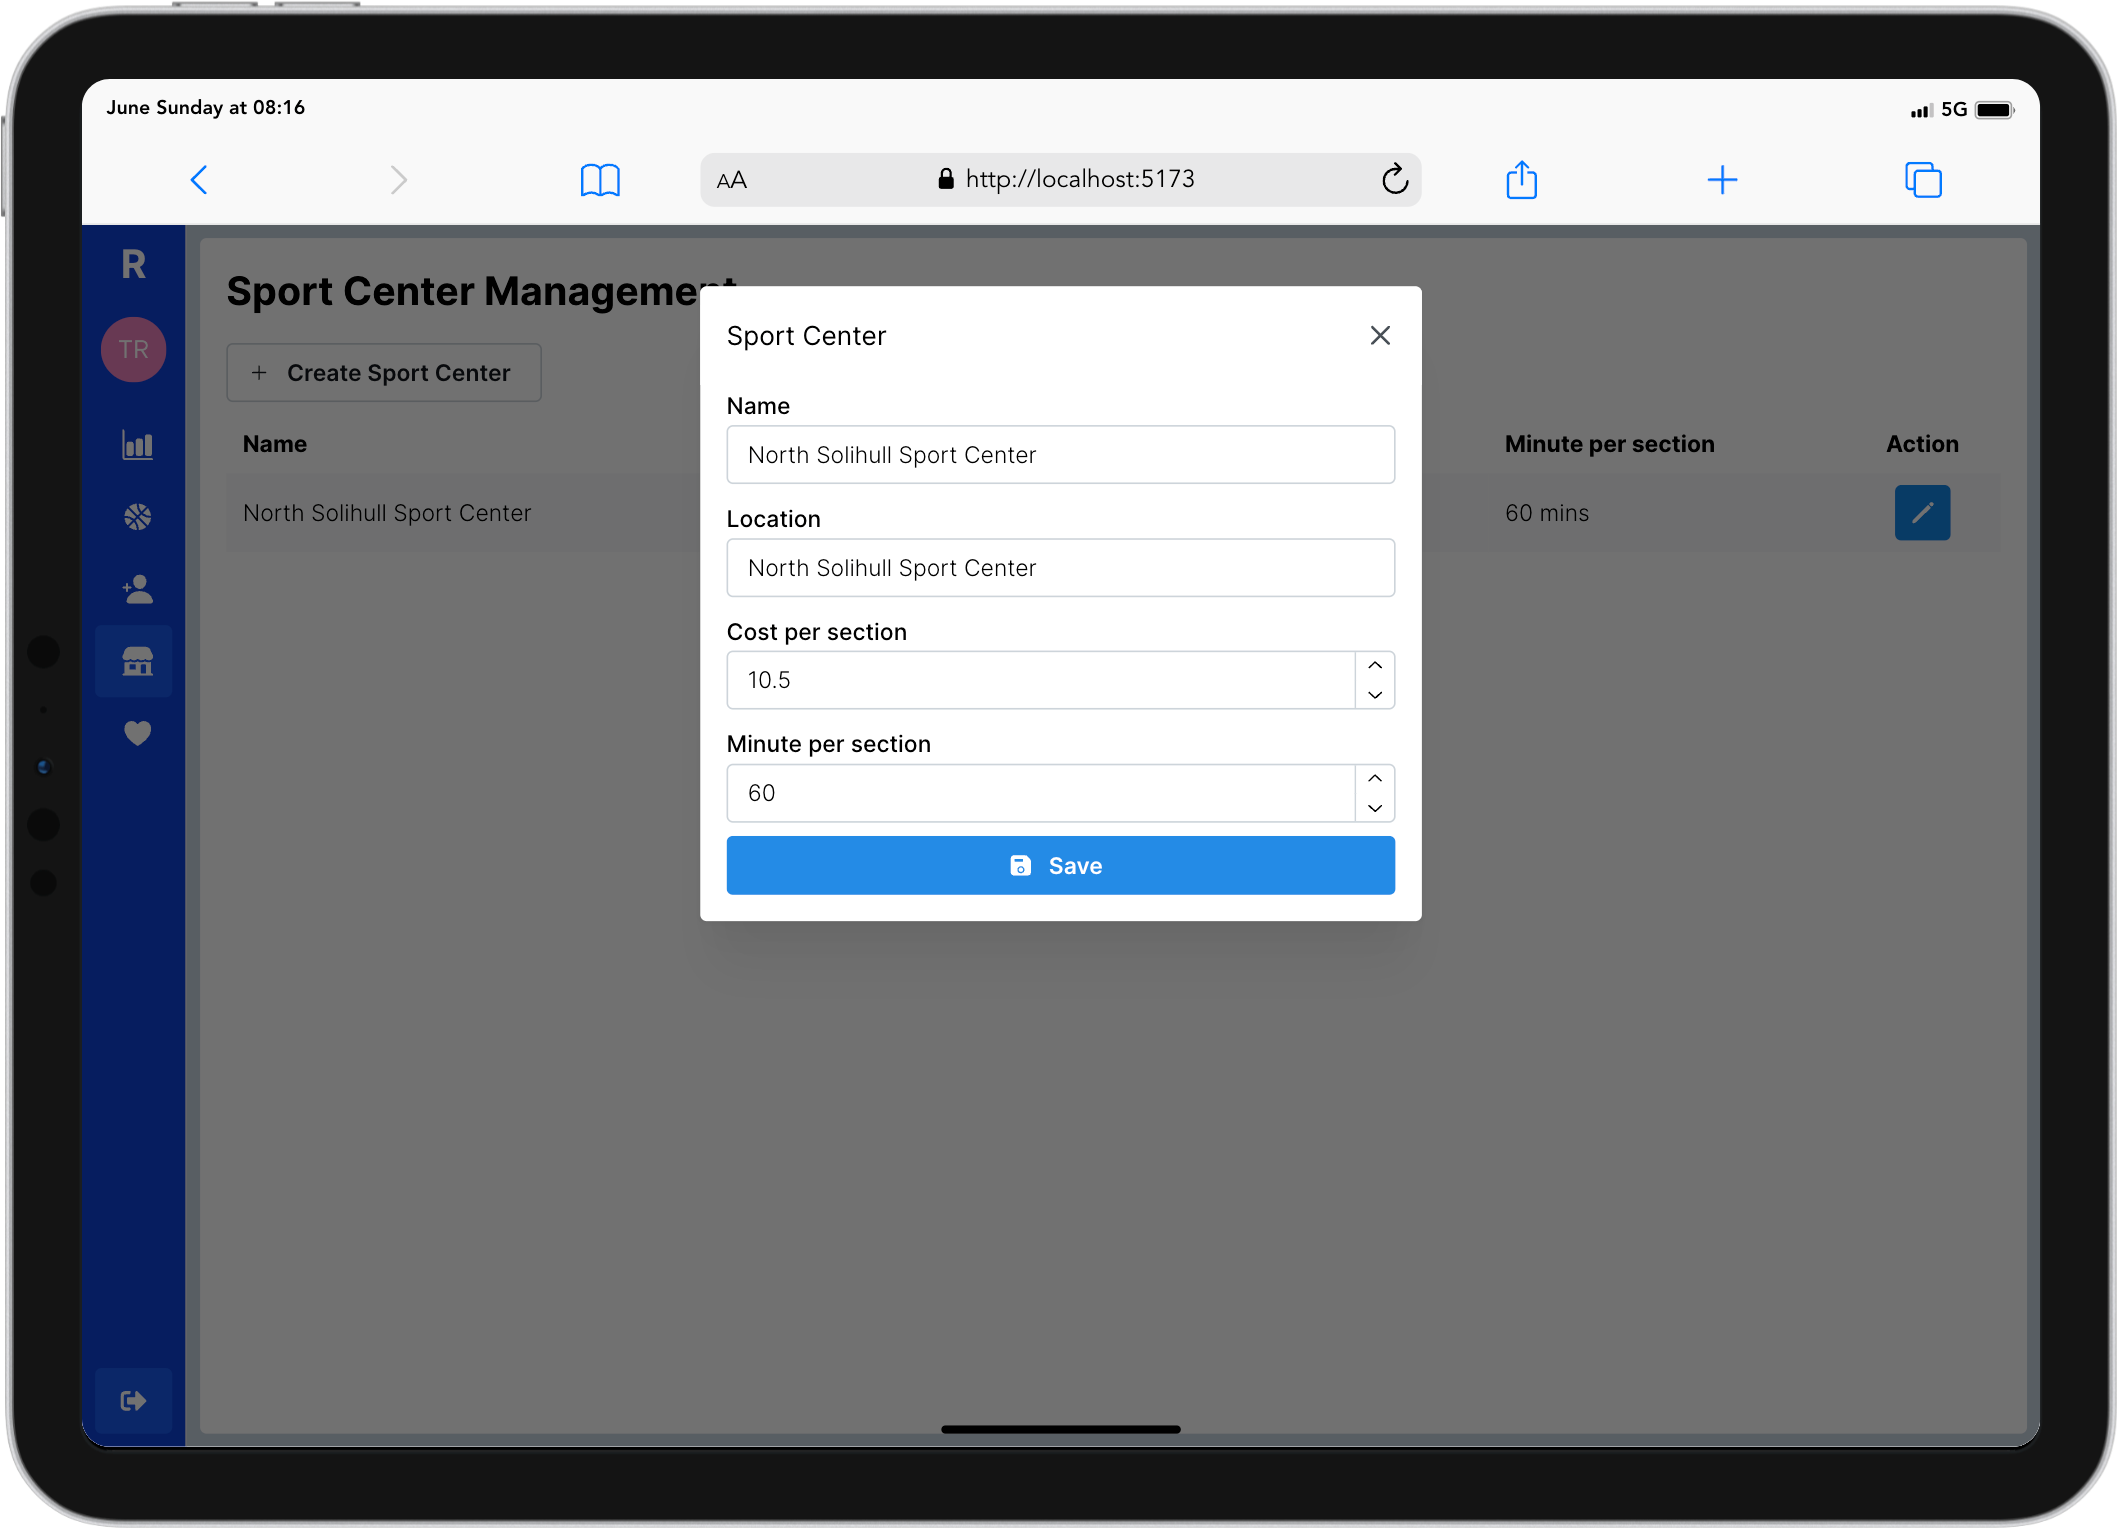 June Sunday at 08:16
5G
AA
http://localhost:5173
R
TR
Sport Center Management
+ Create Sport Center
Name
Minute per section
Action
North Solihull Sport Center
60 mins
Sport Center
Name
North Solihull Sport Center
Location
North Solihull Sport Center
Cost per section
10.5
Minute per section
60
Save